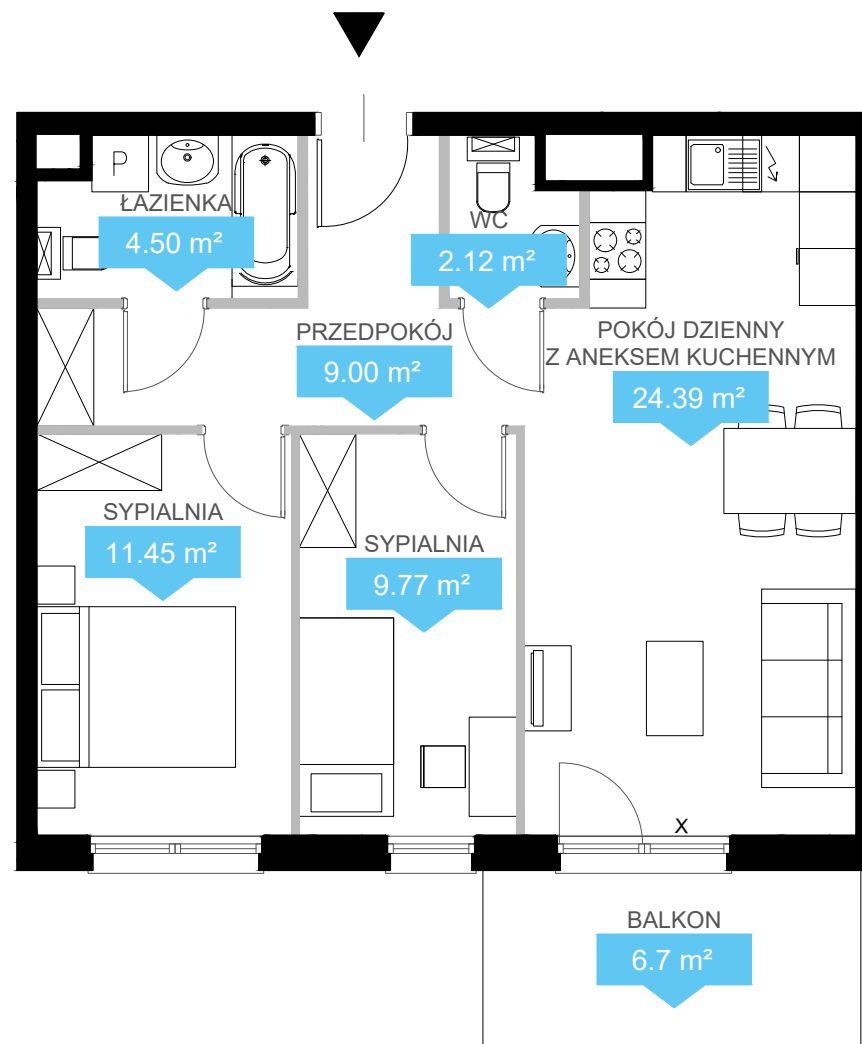 P
ŁAZIENKA
4.50 m²
WC
2.12 m²
PRZEDPOKÓJ
9.00 m²
POKÓJ DZIENNY
Z ANEKSEM KUCHENNYM
24.39 m²
SYPIALNIA
11.45 m²
SYPIALNIA
9.77 m²
X
BALKON
6.7 m²